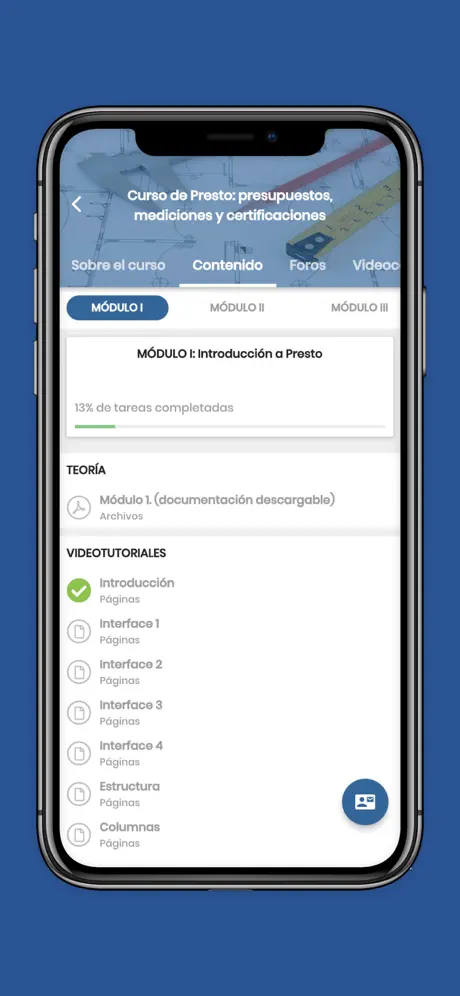 Curso de Presto: presupuestos,
mediciones y certificaciones
Sobre el curso Contenido Foros Videoc
MÓDULO I MÓDULO II MÓDULO III
MÓDULO I: Introducción a Presto
13% de tareas completadas
TEORÍA
Módulo 1. (documentación descargable)
Archivos
VIDEOTUTORIALES
Introducción
Páginas
Interface 1
Páginas
Interface 2
Páginas
Interface 3
Páginas
Interface 4
Páginas
Estructura
Páginas
Columnas
Páginas